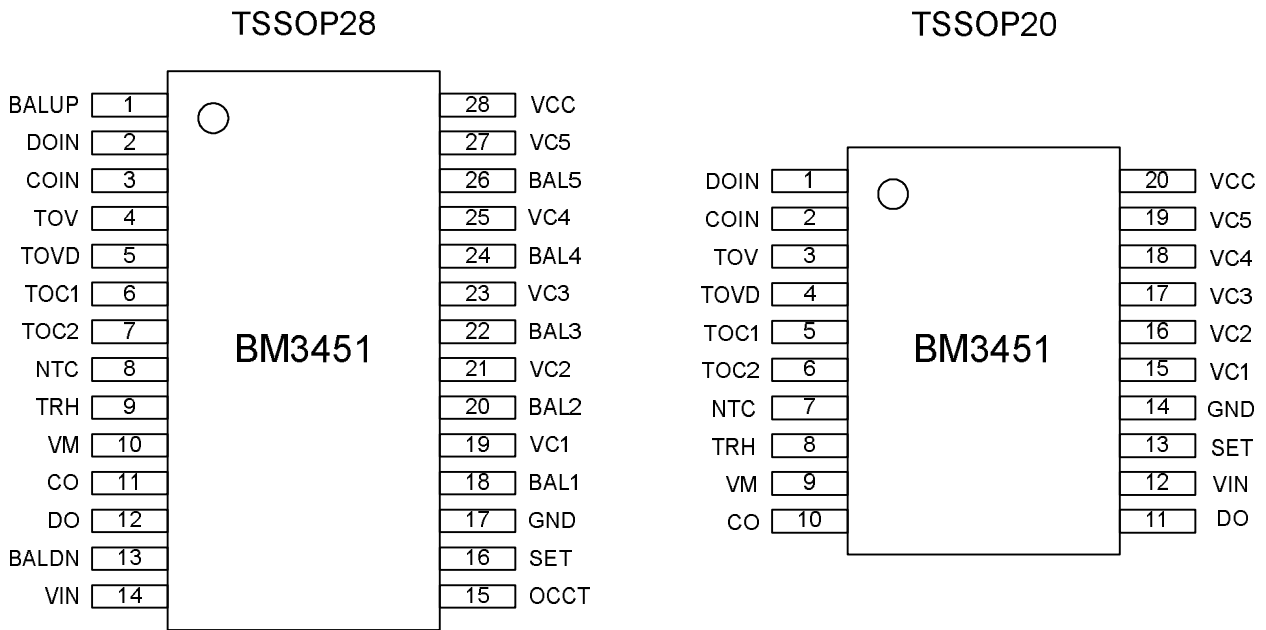 TSSOP28
BALUP 1 28 VCC
DOIN 2 27 VC5
COIN 3 26 BAL5
TOV 4 25 VC4
TOVD 5 24 BAL4
TOC1 6 23 VC3
TOC2 7 22 BAL3
NTC 8 21 VC2
TRH 9 20 BAL2
VM 10 19 VC1
CO 11 18 BAL1
DO 12 17 GND
BALDN 13 16 SET
VIN 14 15 OCCT
BM3451
TSSOP20
DOIN 1 20 VCC
COIN 2 19 VC5
TOV 3 18 VC4
TOVD 4 17 VC3
TOC1 5 16 VC2
TOC2 6 15 VC1
NTC 7 14 GND
TRH 8 13 SET
VM 9 12 VIN
CO 10 11 DO
BM3451